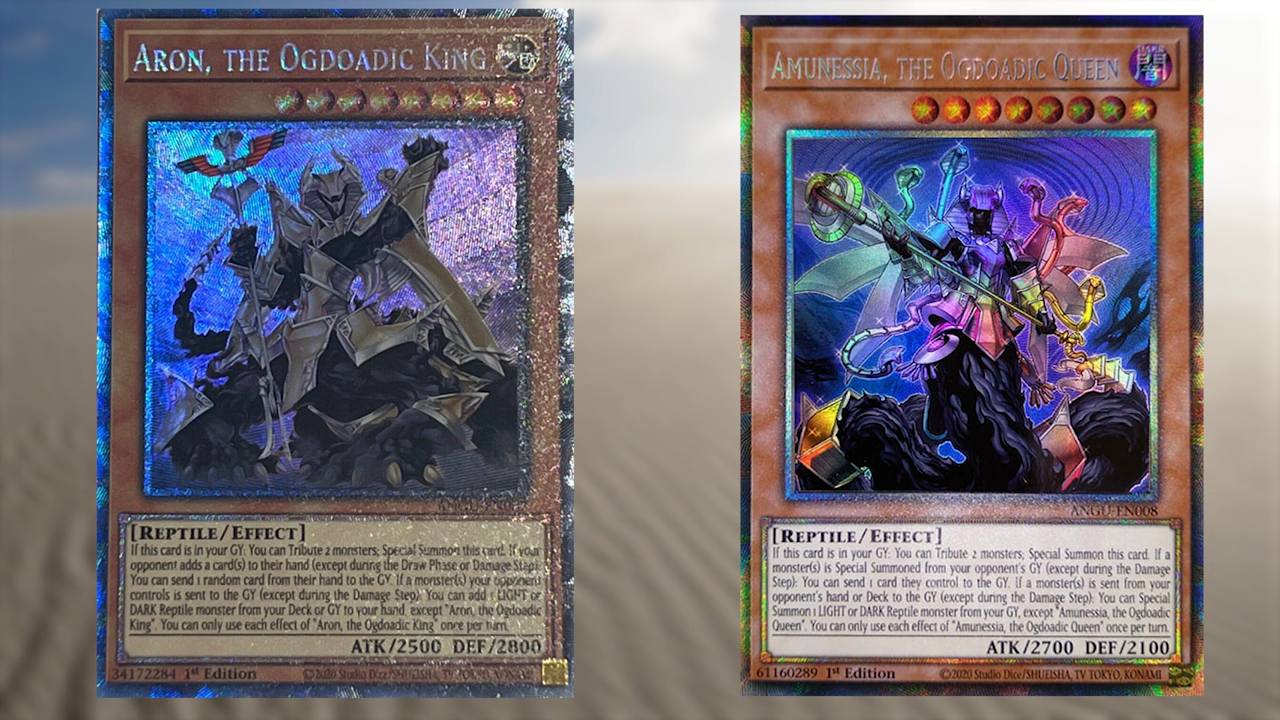 ARON, THE OGDOADIC KING
[REPTILE/EFFECT]
If this card is in your GY: You can Tribute 2 monsters; Special Summon this card. If your
opponent adds a card(s) to their hand (except during the Draw Phase or Damage Step):
You can send 1 random card from their hand to the GY. If a monster(s) your opponent
controls is sent to the GY (except during the Damage Step): You can add 1 LIGHT or
DARK Reptile monster from your Deck or GY to your hand, except "Aron, the Ogdoadic
King". You can only use each effect of "Aron, the Ogdoadic King" once per turn.
ATK/2500 DEF/2800
34172284 1st Edition ©2020 Studio Dice/SHUEISHA, TV TOKYO, KONAMI
AMUNESSIA, THE OGDOADIC QUEEN
DARK
闇
ANGU-EN008
[REPTILE/EFFECT]
If this card is in your GY: You can Tribute 2 monsters; Special Summon this card. If a
monster(s) is Special Summoned from your opponent's GY (except during the Damage
Step): You can send 1 card they control to the GY. If a monster(s) is sent from your
opponent's hand or Deck to the GY (except during the Damage Step): You can Special
Summon 1 LIGHT or DARK Reptile monster from your GY, except "Amunessia, the Ogdoadic
Queen". You can only use each effect of "Amunessia, the Ogdoadic Queen" once per turn.
ATK/2700 DEF/2100
61160289 1st Edition ©2020 Studio Dice/SHUEISHA, TV TOKYO, KONAMI